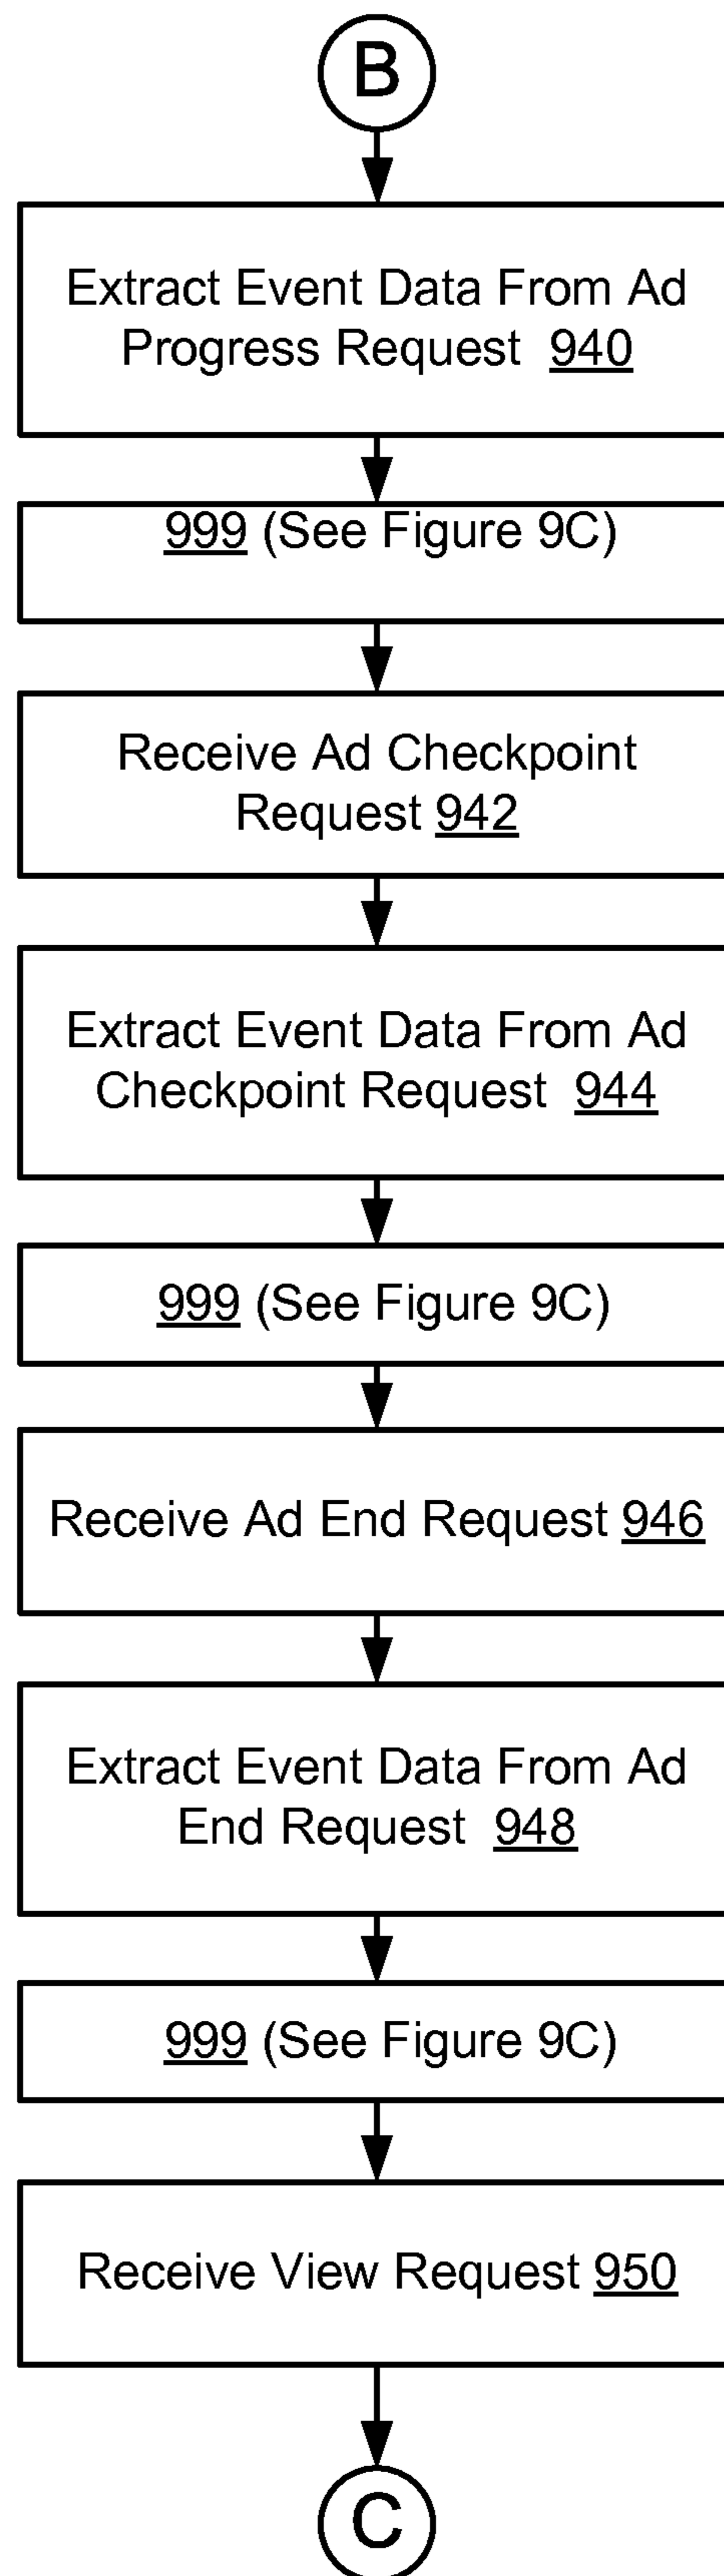 B
Extract Event Data From Ad
Progress Request 940
999 (See Figure 9C)
Receive Ad Checkpoint
Request 942
Extract Event Data From Ad
Checkpoint Request 944
999 (See Figure 9C)
Receive Ad End Request 946
Extract Event Data From Ad
End Request 948
999 (See Figure 9C)
Receive View Request 950
C